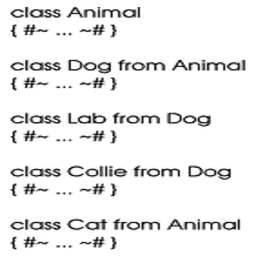 class Animal
{ #~ ... ~# }
class Dog from Animal
{ #~ ... ~# }
class Lab from Dog
{ #~ ... ~# }
class Collie from Dog
{ #~ ... ~# }
class Cat from Animal
{ #~ ... ~# }